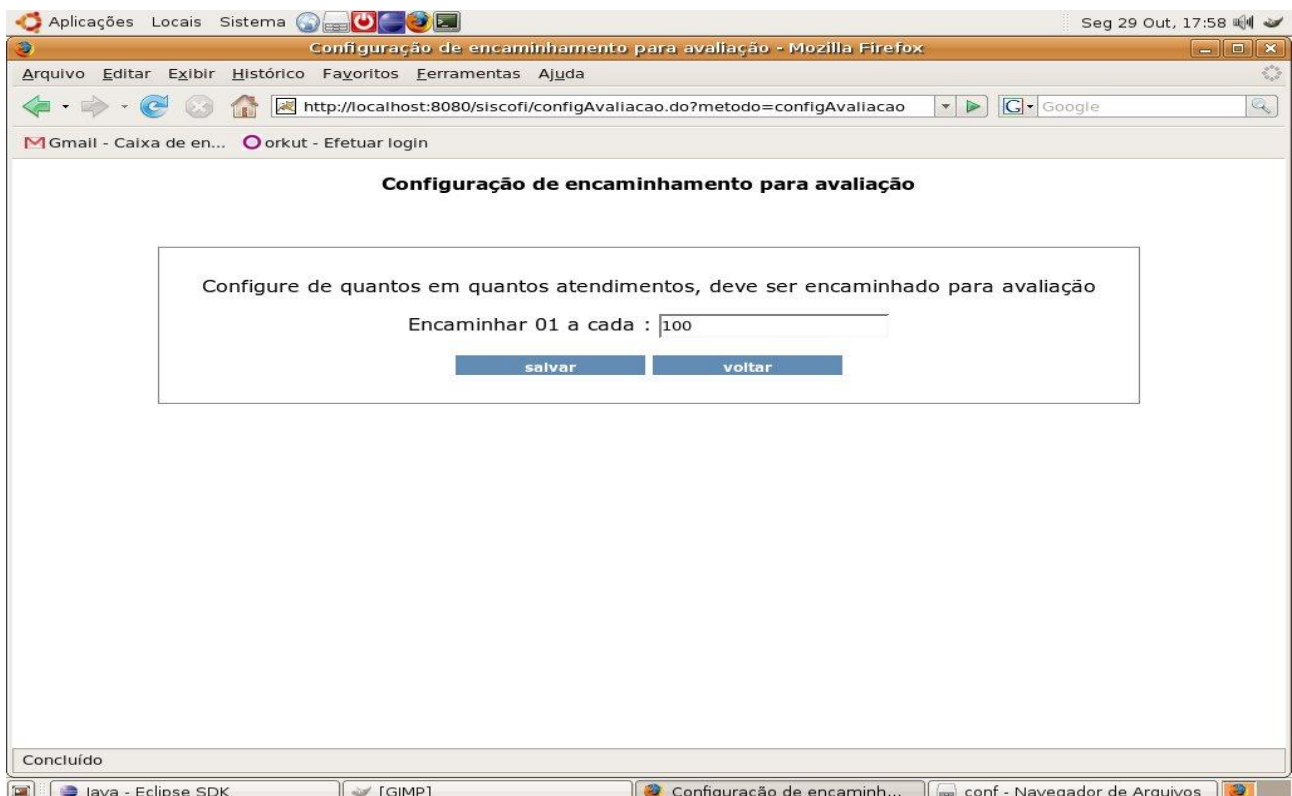 Aplicações Locais Sistema Seg 29 Out, 17:58
Configuração de encaminhamento para avaliação - Mozilla Firefox
Arquivo Editar Exibir Histórico Favoritos Ferramentas Ajuda
http://localhost:8080/siscofi/configAvaliacao.do?metodo=configAvaliacao G Google
Gmail - Caixa de en... orkut - Efetuar login
Configuração de encaminhamento para avaliação
Configure de quantos em quantos atendimentos, deve ser encaminhado para avaliação
Encaminhar 01 a cada : 100
salvar voltar
Concluído
Java - Eclipse SDK [GIMP] Configuração de encaminh... conf - Navegador de Arquivos